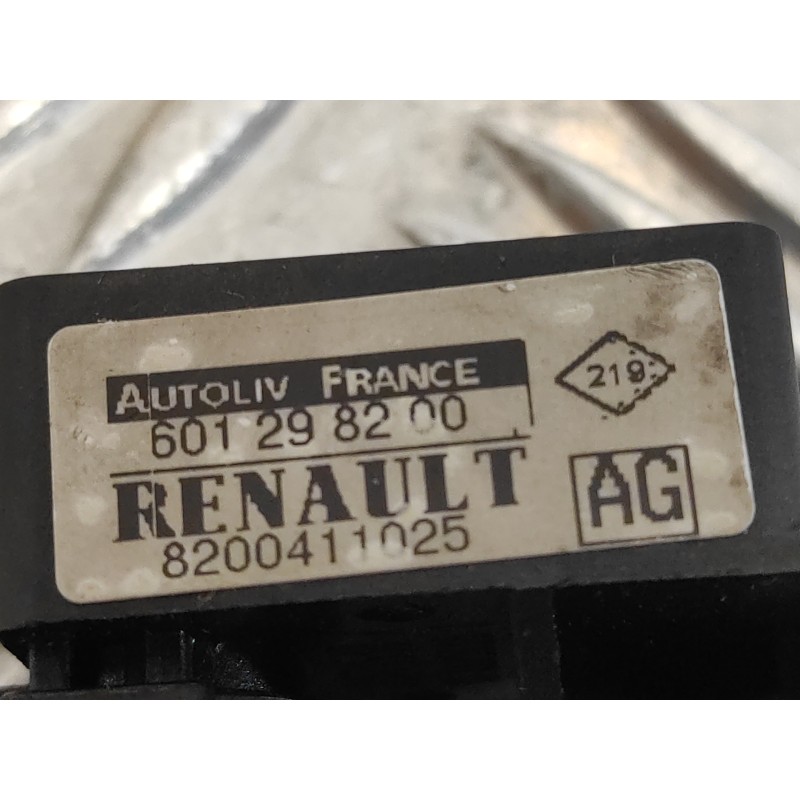 AUTOLIV FRANCE
601 29 82 00
RENAULT
8200411025
219
AG